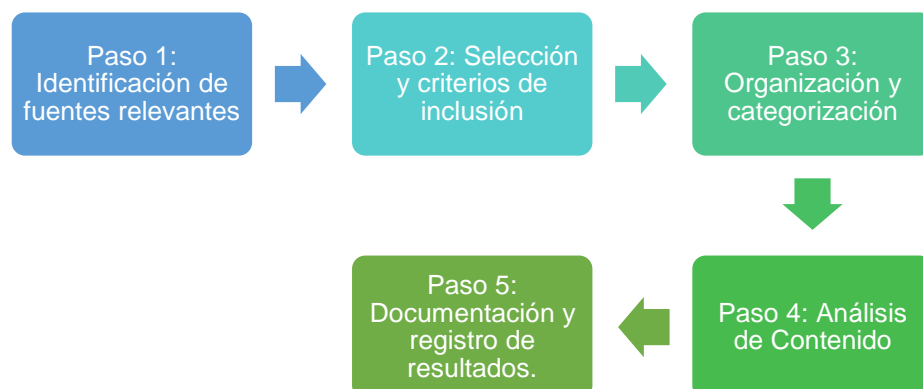 Paso 1:
Identificación de
fuentes relevantes
Paso 2: Selección
y criterios de
inclusión
Paso 3:
Organización y
categorización
Paso 4: Análisis
de Contenido
Paso 5:
Documentación y
registro de
resultados.